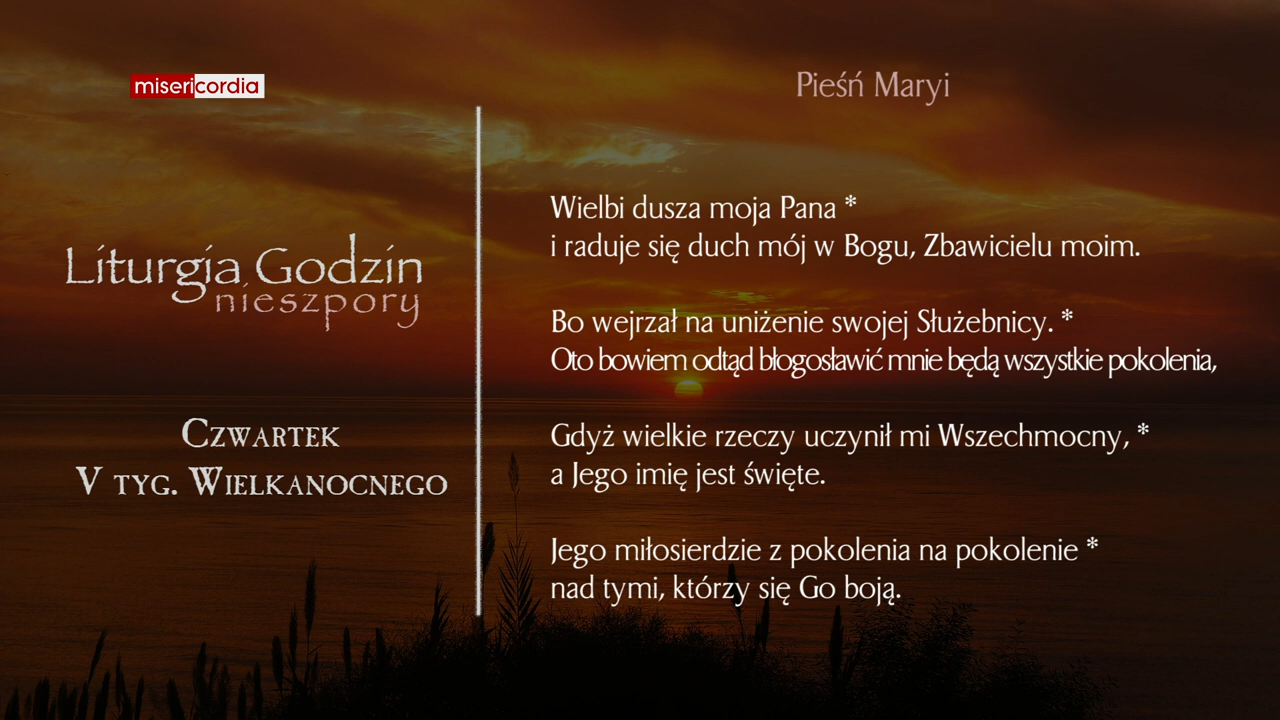 misericordia
Liturgia Godzin
nieszpory
Czwartek
V tyg. Wielkanocnego
Pieśń Maryi
Wielbi dusza moja Pana *
i raduje się duch mój w Bogu, Zbawicielu moim.
Bo wejrzał na uniżenie swojej Służebnicy. *
Oto bowiem odtąd błogosławić mnie będą wszystkie pokolenia,
Gdyż wielkie rzeczy uczynił mi Wszechmocny, *
a Jego imię jest święte.
Jego miłosierdzie z pokolenia na pokolenie *
nad tymi, którzy się Go boją.